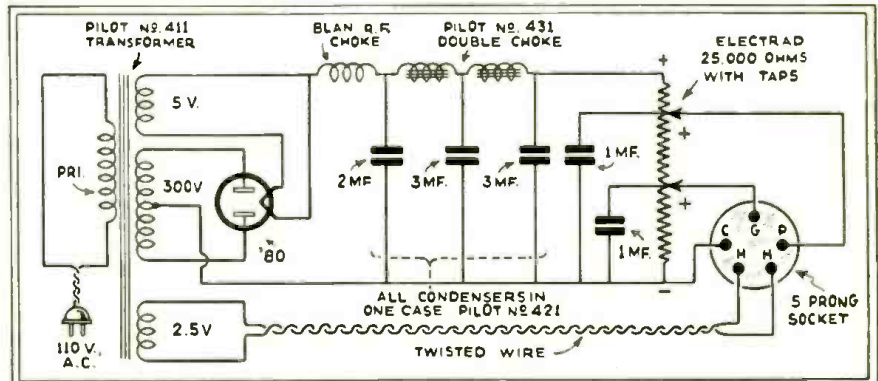 PILOT NO. 411
TRANSFORMER
BLAN R.F.
CHOKE
PILOT NO. 431
DOUBLE CHOKE
ELECTRAD
25,000 OHMS
WITH TAPS
+
5 V.
PRI.
300V
'80
2 MF.
3MF.
3 MF.
1 MF.
1MF.
+
+
-
C
G
P
H
H
5 PRONG
SOCKET
ALL CONDENSERS IN
ONE CASE PILOT NO. 421
2.5V
TWISTED WIRE
110 V.,
A.C.